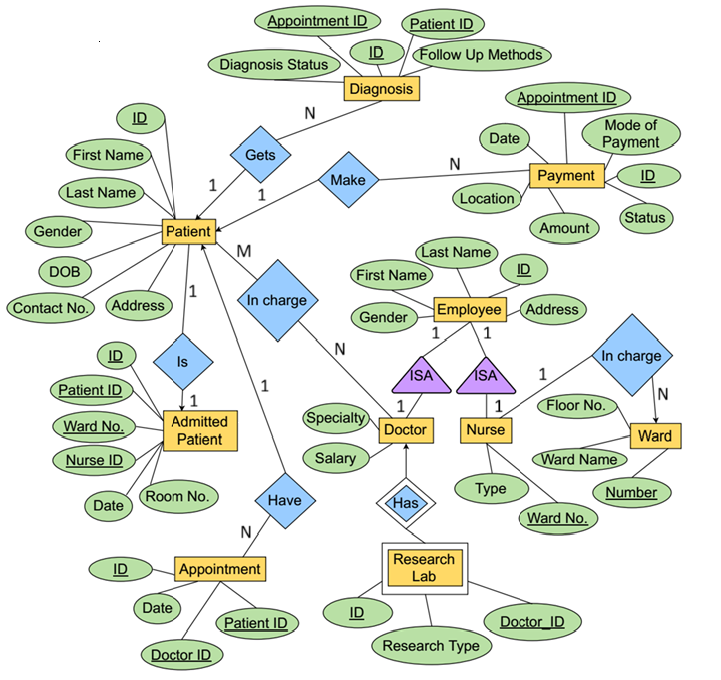 Appointment ID
Patient ID
ID
Diagnosis Status
Follow Up Methods
Diagnosis
N
Gets
1
Appointment ID
Date
Mode of
Payment
ID
Location
Status
Amount
Payment
N
Make
1
ID
First Name
Last Name
Gender
DOB
Contact No.
Address
Patient
M
In charge
N
1
Is
1
1
Last Name
First Name
ID
Gender
Address
Employee
1
1
ISA
ISA
1
1
In charge
1
N
ID
Patient ID
Ward No.
Nurse ID
Date
Room No.
Admitted
Patient
Specialty
Salary
Doctor
Nurse
Type
Ward No.
Floor No.
Ward Name
Number
Ward
Have
N
Has
Appointment
ID
Date
Patient ID
Doctor ID
Research
Lab
ID
Research Type
Doctor_ID